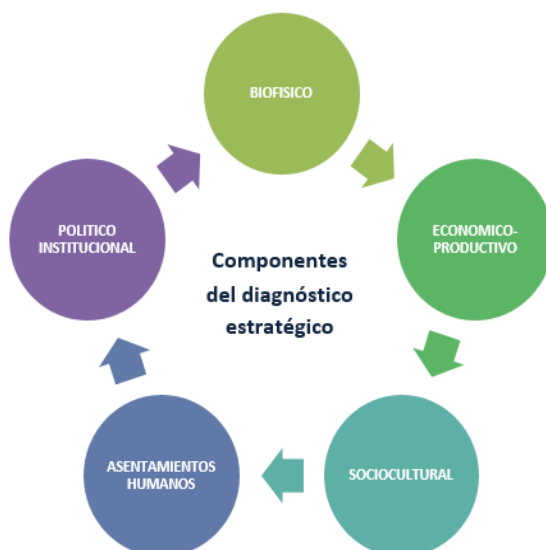 BIOFISICO
ECONOMICO-
PRODUCTIVO
SOCIOCULTURAL
ASENTAMIENTOS
HUMANOS
POLITICO
INSTITUCIONAL
Componentes
del diagnóstico
estratégico